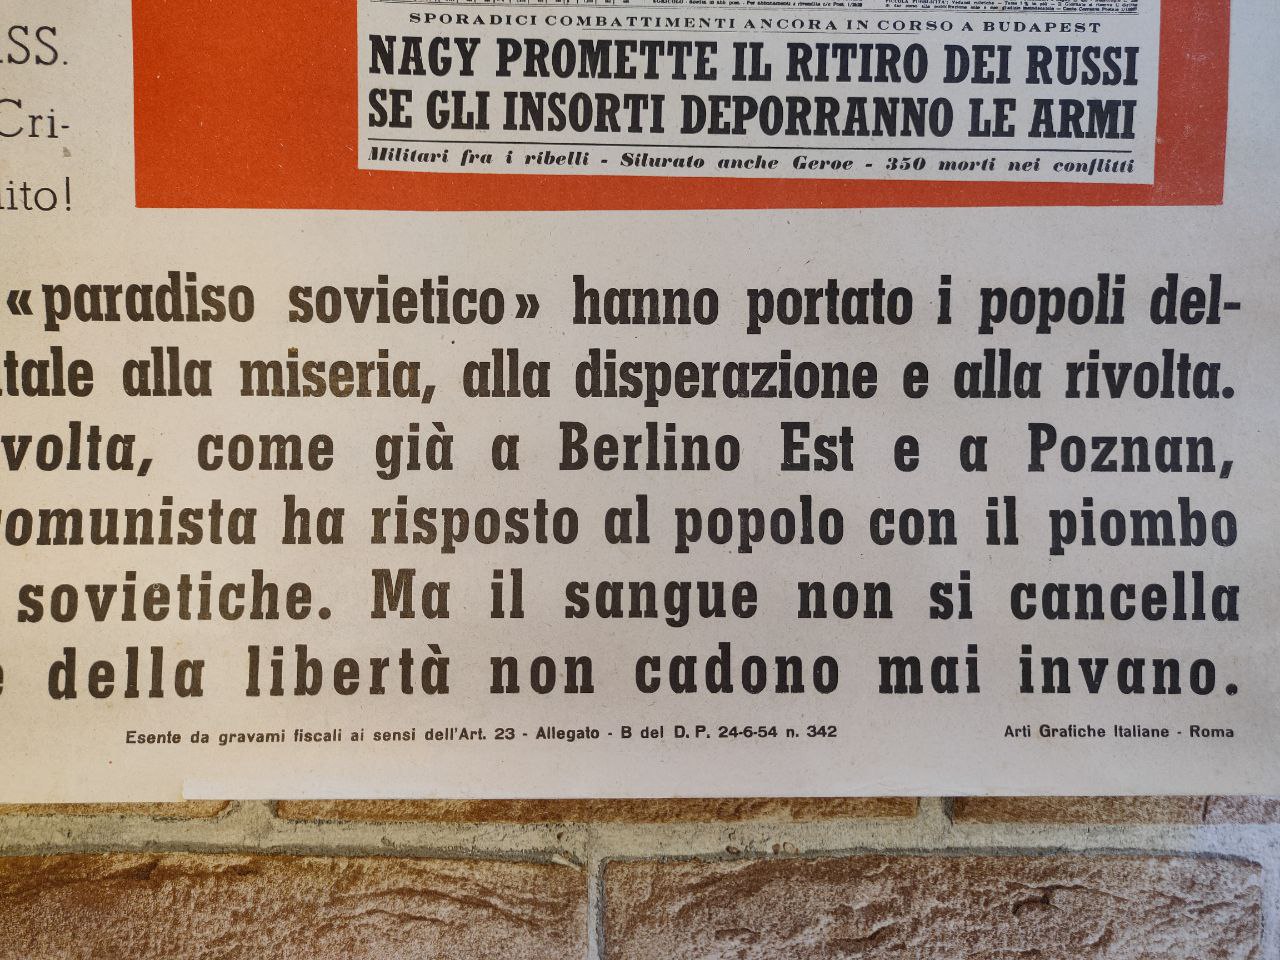 SPORADICI COMBATTIMENTI ANCORA IN CORSO A BUDAPEST
NAGY PROMETTE IL RITIRO DEI RUSSI
SE GLI INSORTI DEPORRANNO LE ARMI
Militari fra i ribelli - Silurato anche Geroe - 350 morti nei conflitti
SS.
Cri-
ito!
«paradiso sovietico» hanno portato i popoli del-
tale alla miseria, alla disperazione e alla rivolta.
volta, come già a Berlino Est e a Poznan,
omunista ha risposto al popolo con il piombo
sovietiche. Ma il sangue non si cancella
e della libertà non cadono mai invano.
Esente da gravami fiscali ai sensi dell'Art. 23 - Allegato - B del D. P. 24-6-54 n. 342
Arti Grafiche Italiane - Roma